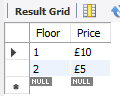 Result Grid
Floor Price
1 £10
2 £5
NULL NULL